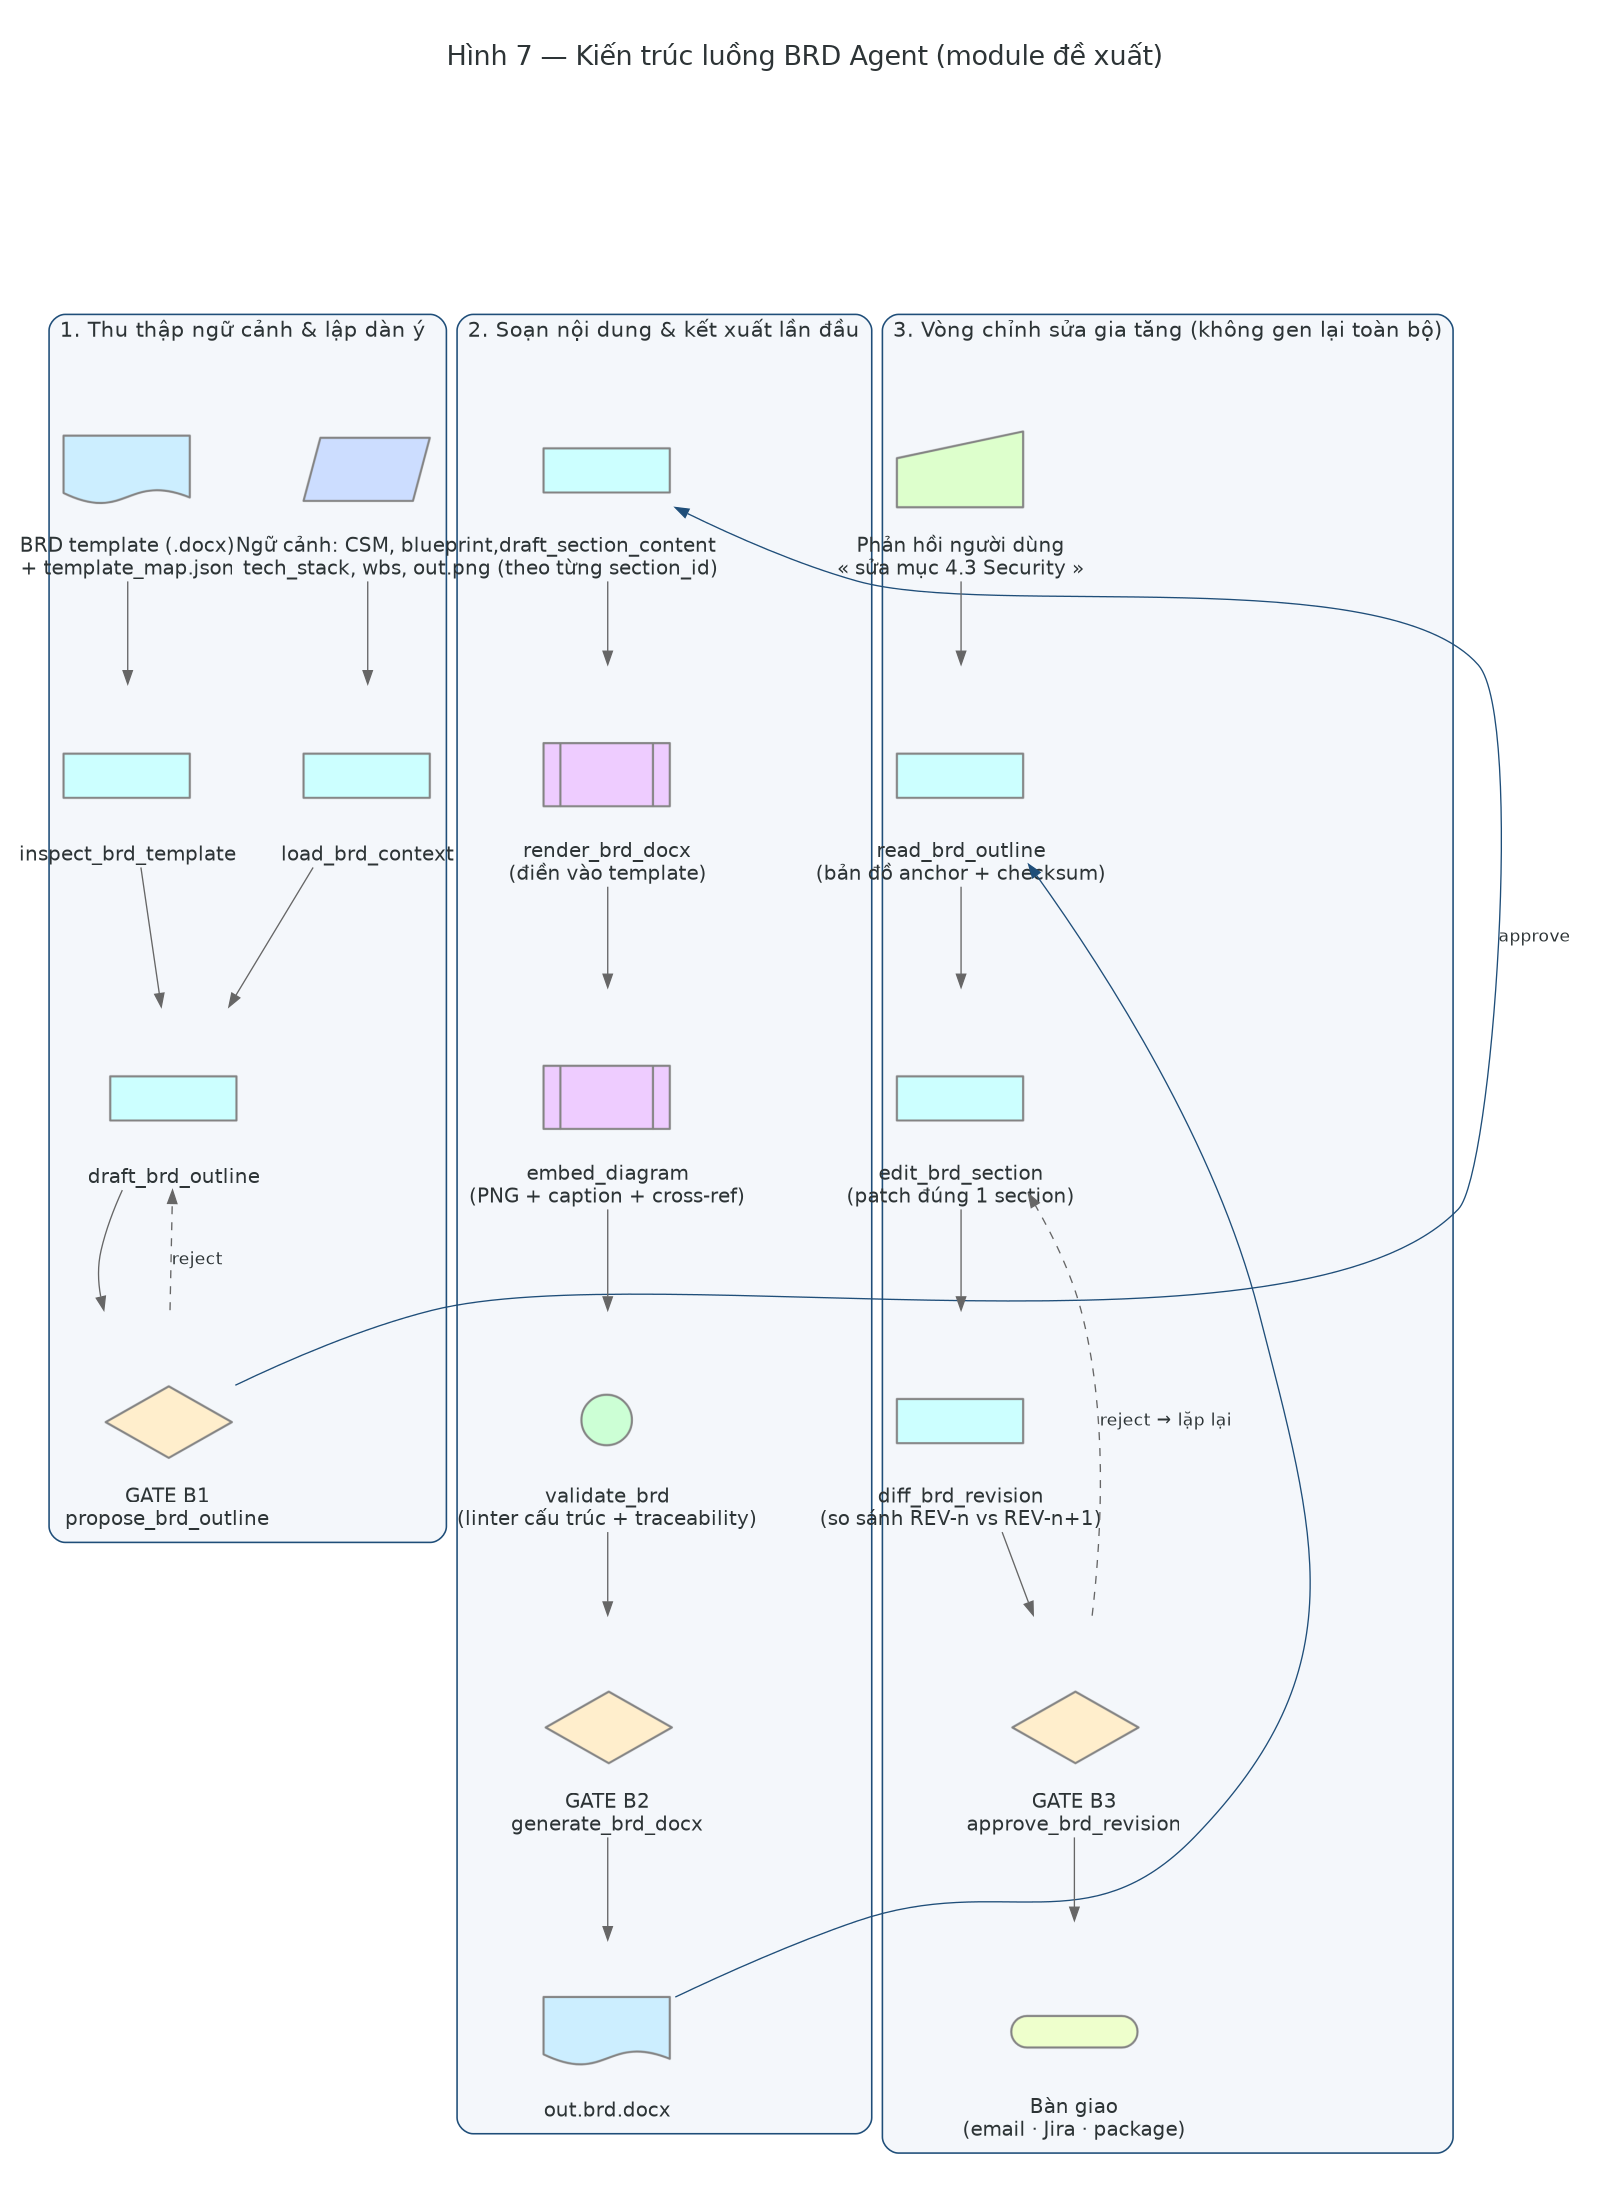 Hình 7 — Kiến trúc luồng BRD Agent (module đề xuất)
1. Thu thập ngữ cảnh & lập dàn ý
BRD template (.docx)
+ template_map.json
Ngữ cảnh: CSM, blueprint,
tech_stack, wbs, out.png
inspect_brd_template
load_brd_context
draft_brd_outline
reject
GATE B1
propose_brd_outline
2. Soạn nội dung & kết xuất lần đầu
draft_section_content
(theo từng section_id)
render_brd_docx
(điền vào template)
embed_diagram
(PNG + caption + cross-ref)
validate_brd
(linter cấu trúc + traceability)
GATE B2
generate_brd_docx
out.brd.docx
3. Vòng chỉnh sửa gia tăng (không gen lại toàn bộ)
Phản hồi người dùng
« sửa mục 4.3 Security »
read_brd_outline
(bản đồ anchor + checksum)
approve
edit_brd_section
(patch đúng 1 section)
reject → lặp lại
diff_brd_revision
(so sánh REV-n vs REV-n+1)
GATE B3
approve_brd_revision
Bàn giao
(email · Jira · package)